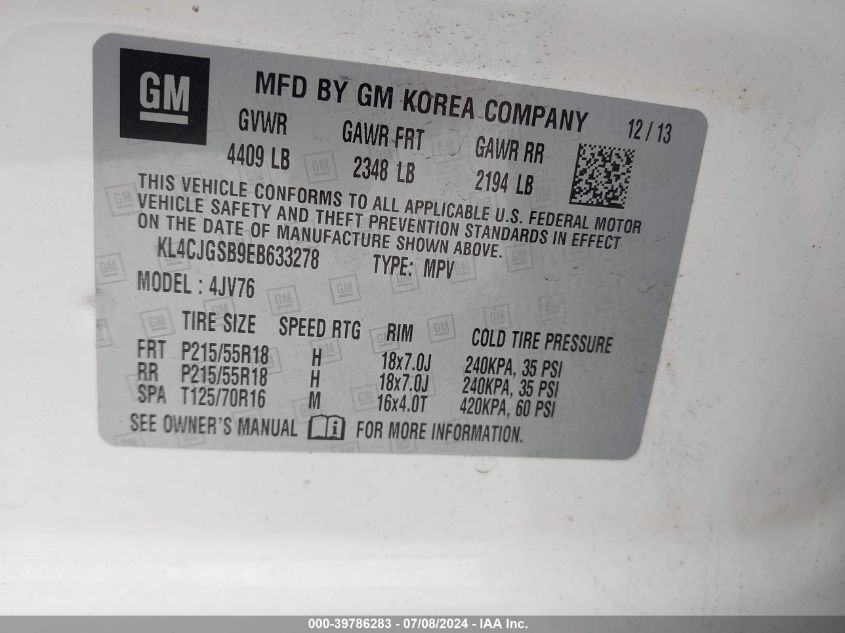 GM
MFD BY GM KOREA COMPANY 12/13
GVWR GAWR FRT GAWR RR
4409 LB 2348 LB 2194 LB
THIS VEHICLE CONFORMS TO ALL APPLICABLE U.S. FEDERAL MOTOR
VEHICLE SAFETY AND THEFT PREVENTION STANDARDS IN EFFECT
ON THE DATE OF MANUFACTURE SHOWN ABOVE.
KL4CJGSB9EB633278 TYPE: MPV
MODEL : 4JV76
TIRE SIZE SPEED RTG RIM COLD TIRE PRESSURE
FRT P215/55R18 H 18x7.0J 240KPA, 35 PSI
RR P215/55R18 H 18x7.0J 240KPA, 35 PSI
SPA T125/70R16 M 16x4.0T 420KPA, 60 PSI
SEE OWNER'S MANUAL i FOR MORE INFORMATION.
000-39786283 - 07/08/2024 - IAA Inc.